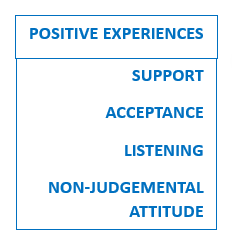 POSITIVE EXPERIENCES
SUPPORT
ACCEPTANCE
LISTENING
NON-JUDGEMENTAL
ATTITUDE